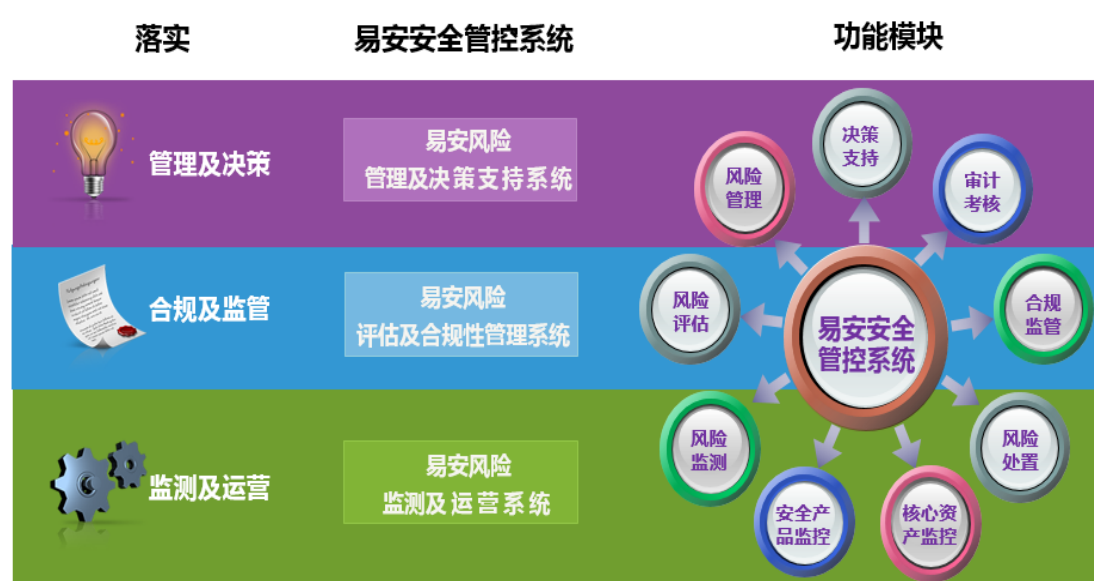 落实
易安安全管控系统
功能模块
管理及决策
易安风险
管理及决策支持系统
决策
支持
风险
管理
审计
考核
合规及监管
易安风险
评估及合规性管理系统
风险
评估
易安安全
管控系统
合规
监管
监测及运营
易安风险
监测及运营系统
风险
监测
风险
处置
安全产
品监控
核心资
产监控